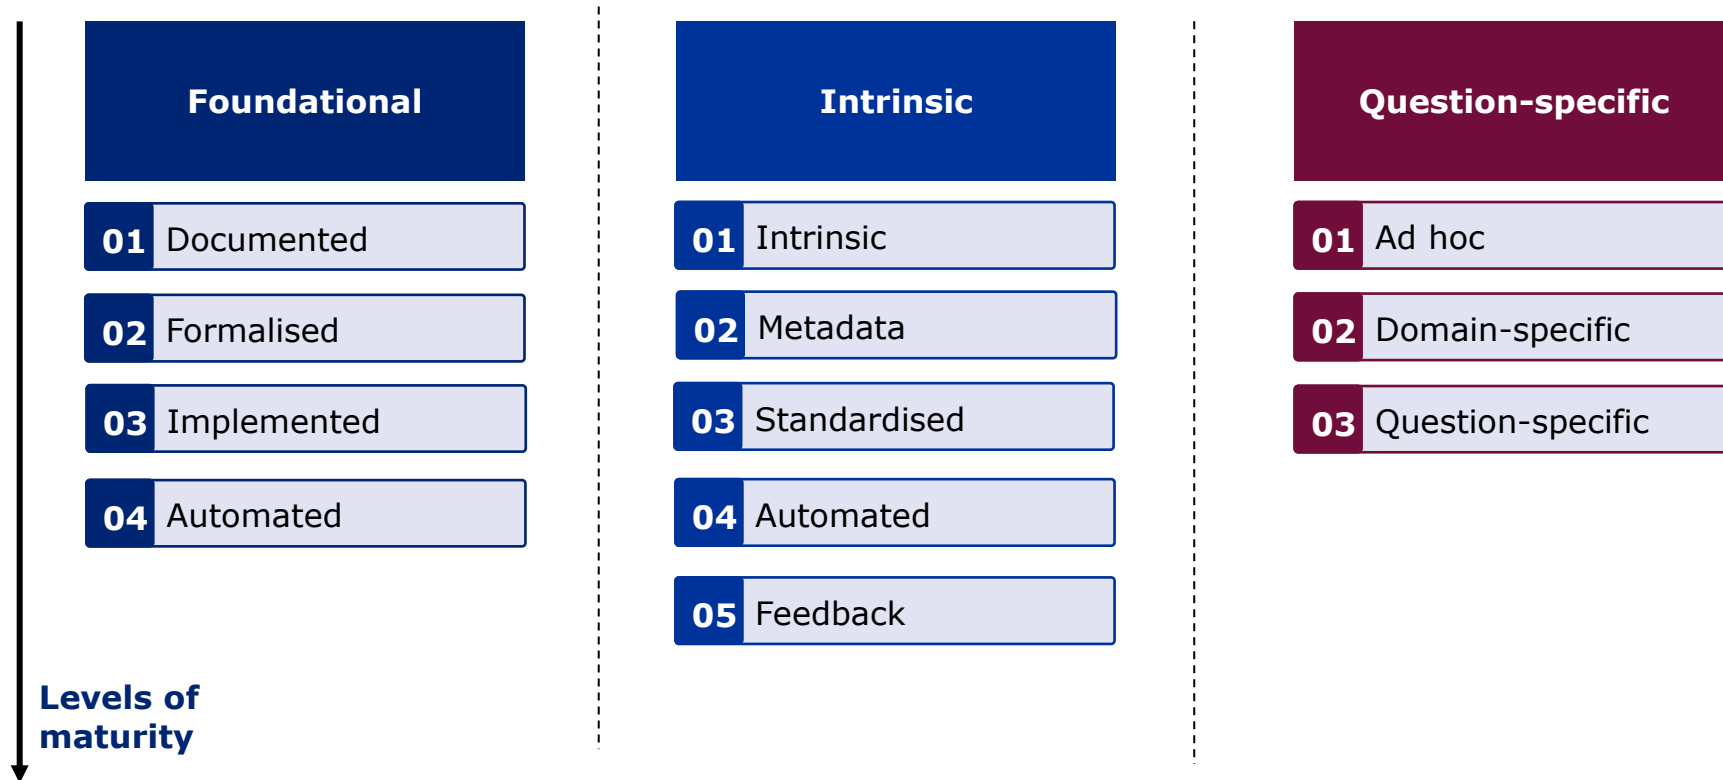 Foundational
01 Documented
02 Formalised
03 Implemented
04 Automated
Intrinsic
01 Intrinsic
02 Metadata
03 Standardised
04 Automated
05 Feedback
Question-specific
01 Ad hoc
02 Domain-specific
03 Question-specific
Levels of
maturity